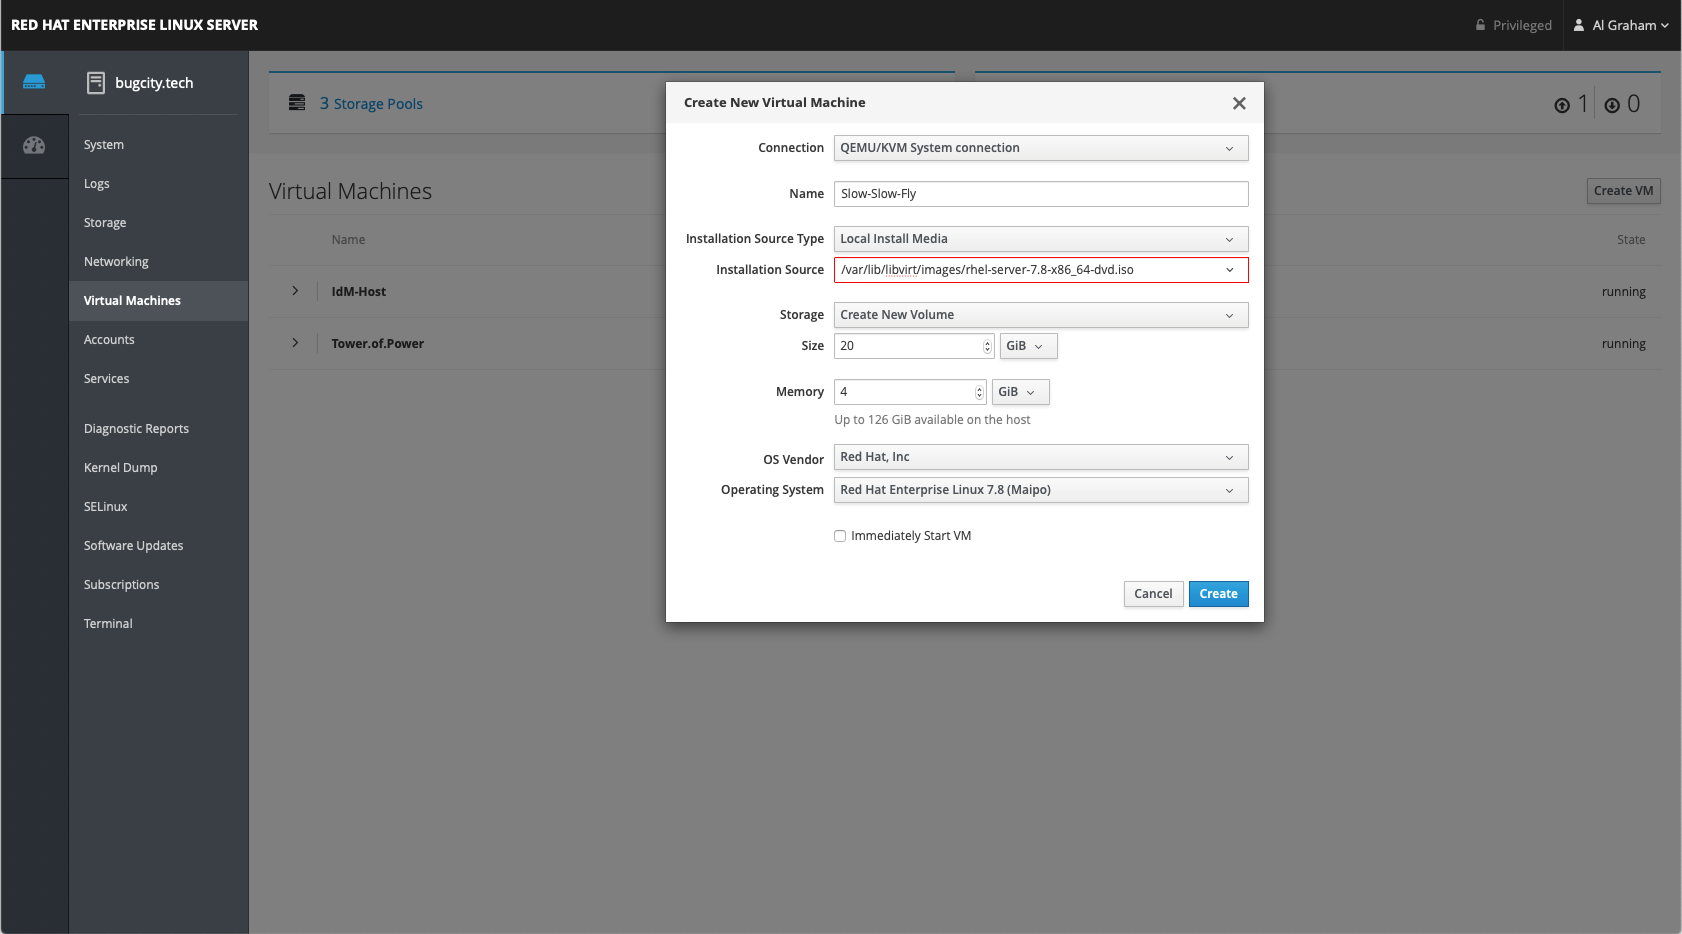 RED HAT ENTERPRISE LINUX SERVER
Privileged
Al Graham
bugcity.tech
System
Logs
Storage
Networking
Virtual Machines
Accounts
Services
Diagnostic Reports
Kernel Dump
SELinux
Software Updates
Subscriptions
Terminal
3 Storage Pools
1
0
Virtual Machines
Create VM
Name
State
IdM-Host
running
Tower.of.Power
running
Create New Virtual Machine
Connection QEMU/KVM System connection
Name Slow-Slow-Fly
Installation Source Type Local Install Media
Installation Source /var/lib/libvirt/images/rhel-server-7.8-x86_64-dvd.iso
Storage Create New Volume
Size 20 GiB
Memory 4 GiB
Up to 126 GiB available on the host
OS Vendor Red Hat, Inc
Operating System Red Hat Enterprise Linux 7.8 (Maipo)
Immediately Start VM
Cancel Create